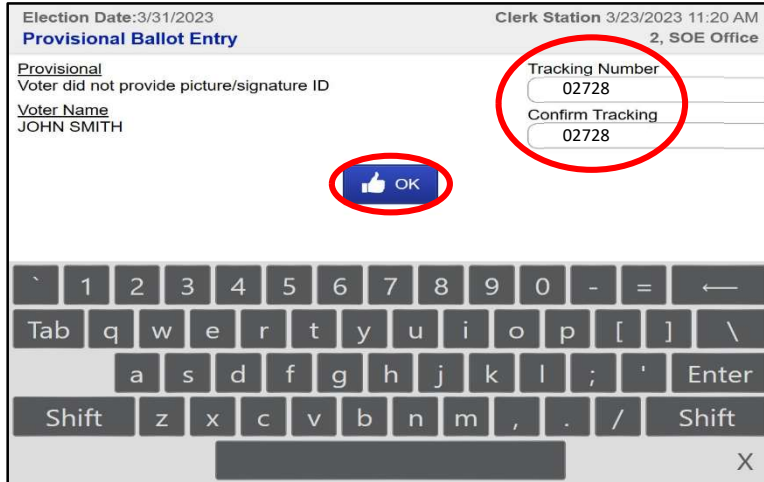 Election Date:3/31/2023
Clerk Station 3/23/2023 11:20 AM
Provisional Ballot Entry
2, SOE Office
Provisional
Voter did not provide picture/signature ID
Voter Name
JOHN SMITH
Tracking Number
02728
Confirm Tracking
02728
OK
` 1 2 3 4 5 6 7 8 9 0 - = ←
Tab q w e r t y u i o p [ ] \
a s d f g h j k l ; ' Enter
Shift z x c v b n m , . / Shift
X